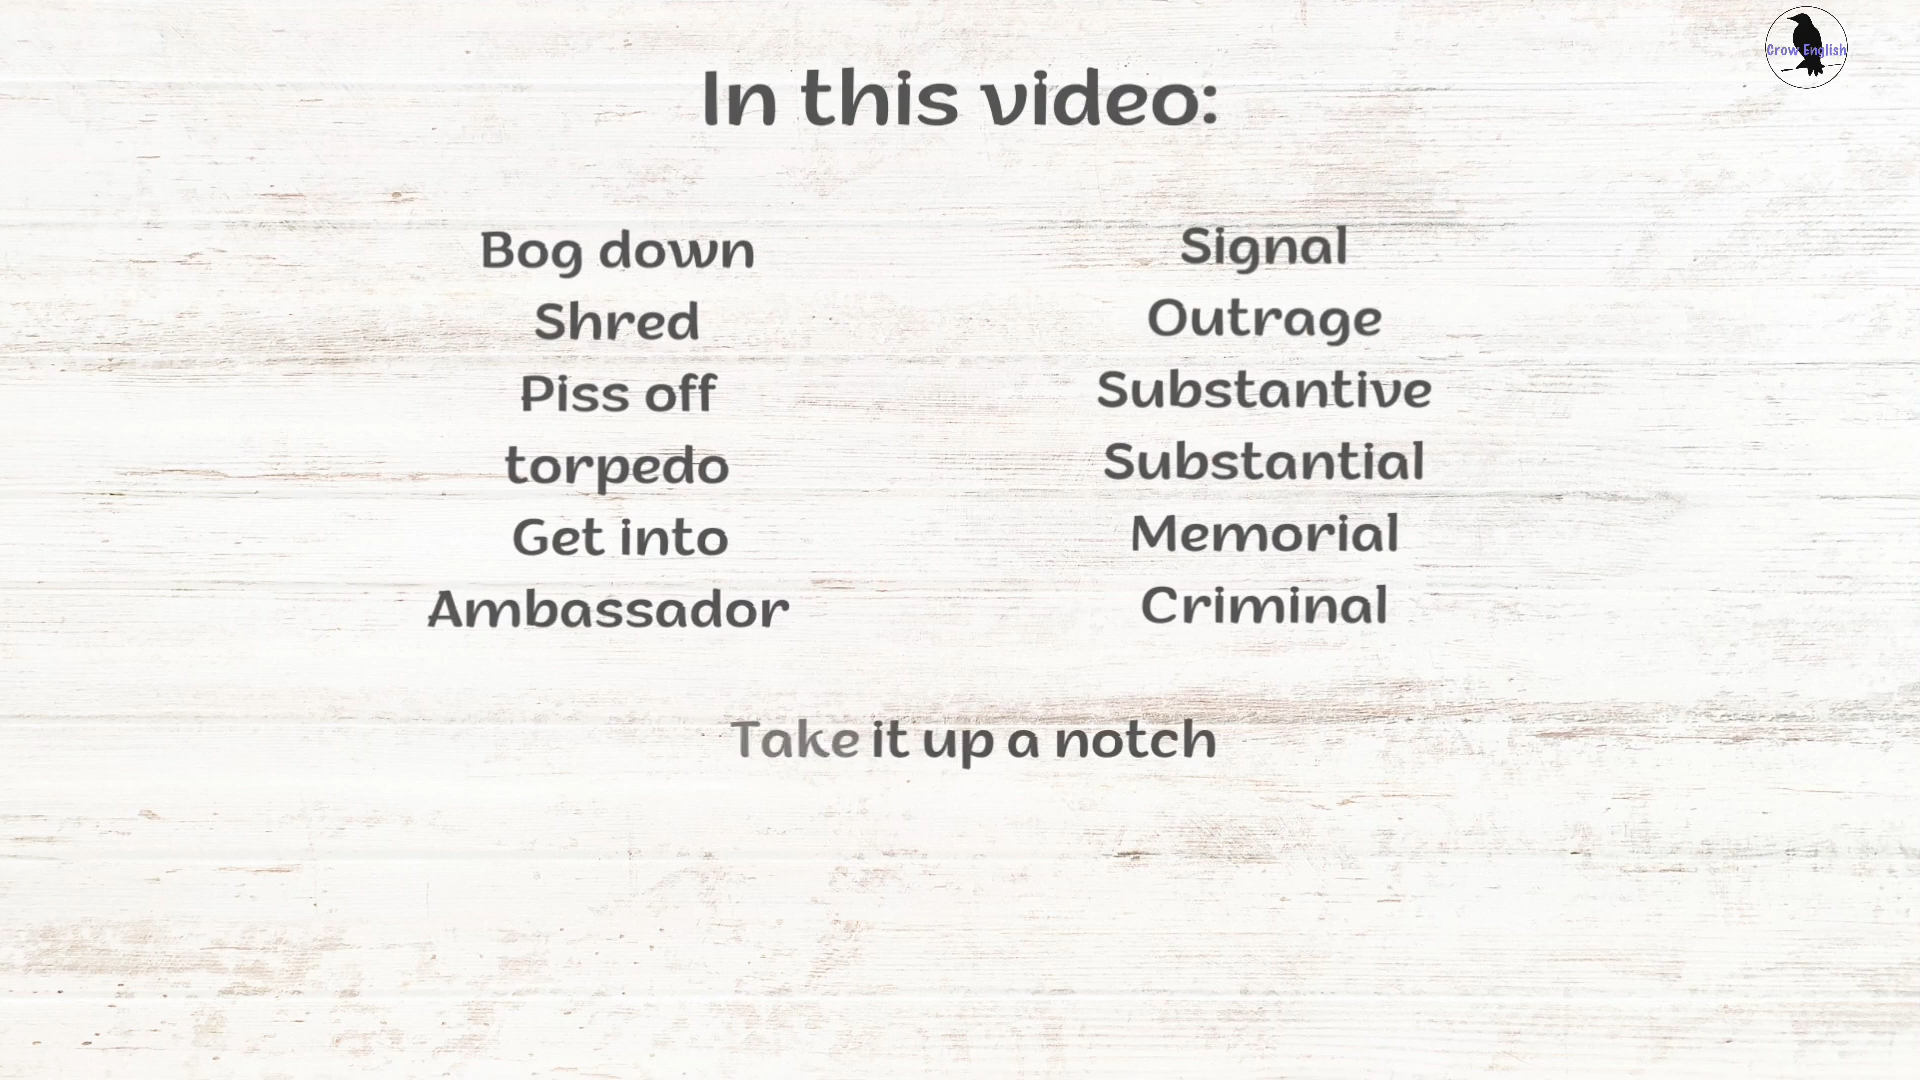 Crow English
In this video:
Bog down
Shred
Piss off
torpedo
Get into
Ambassador
Signal
Outrage
Substantive
Substantial
Memorial
Criminal
Take it up a notch